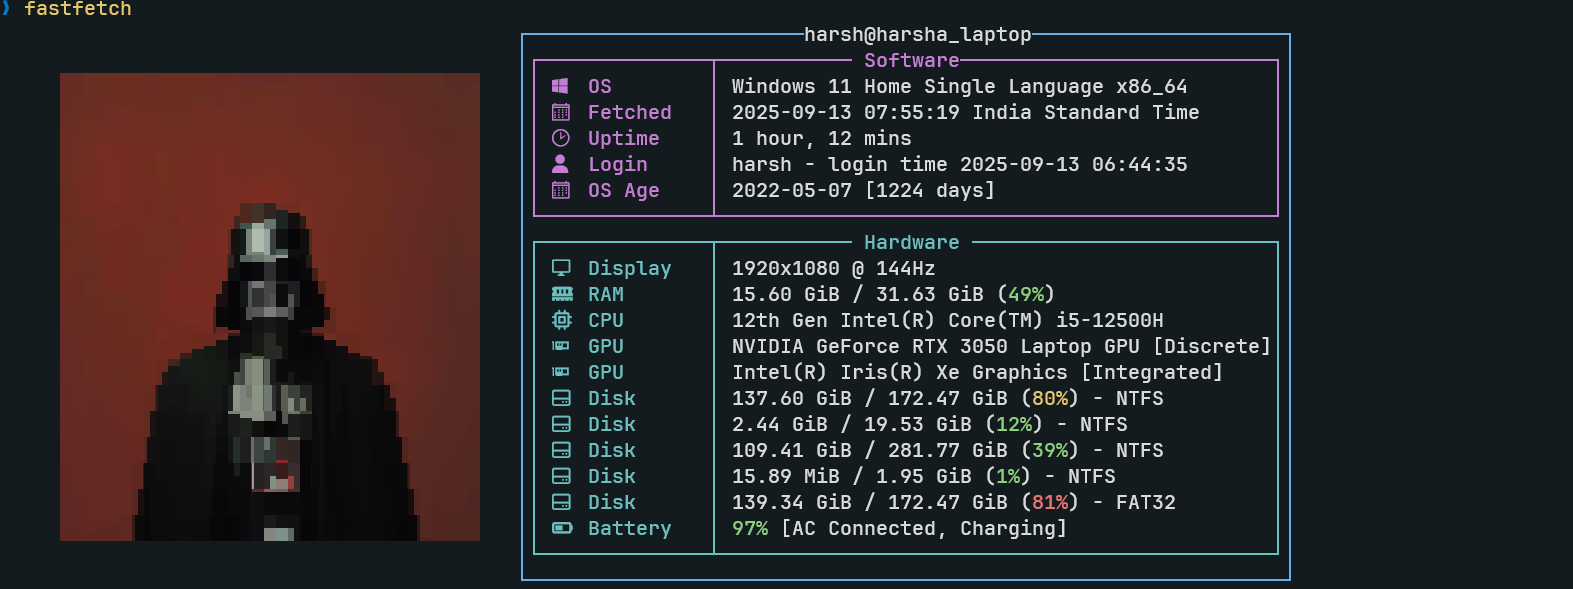 ❯ fastfetch
harsh@harsha_laptop
Software
OS Windows 11 Home Single Language x86_64
Fetched 2025-09-13 07:55:19 India Standard Time
Uptime 1 hour, 12 mins
Login harsh - login time 2025-09-13 06:44:35
OS Age 2022-05-07 [1224 days]
Hardware
Display 1920x1080 @ 144Hz
RAM 15.60 GiB / 31.63 GiB (49%)
CPU 12th Gen Intel(R) Core(TM) i5-12500H
GPU NVIDIA GeForce RTX 3050 Laptop GPU [Discrete]
GPU Intel(R) Iris(R) Xe Graphics [Integrated]
Disk 137.60 GiB / 172.47 GiB (80%) - NTFS
Disk 2.44 GiB / 19.53 GiB (12%) - NTFS
Disk 109.41 GiB / 281.77 GiB (39%) - NTFS
Disk 15.89 MiB / 1.95 GiB (1%) - NTFS
Disk 139.34 GiB / 172.47 GiB (81%) - FAT32
Battery 97% [AC Connected, Charging]